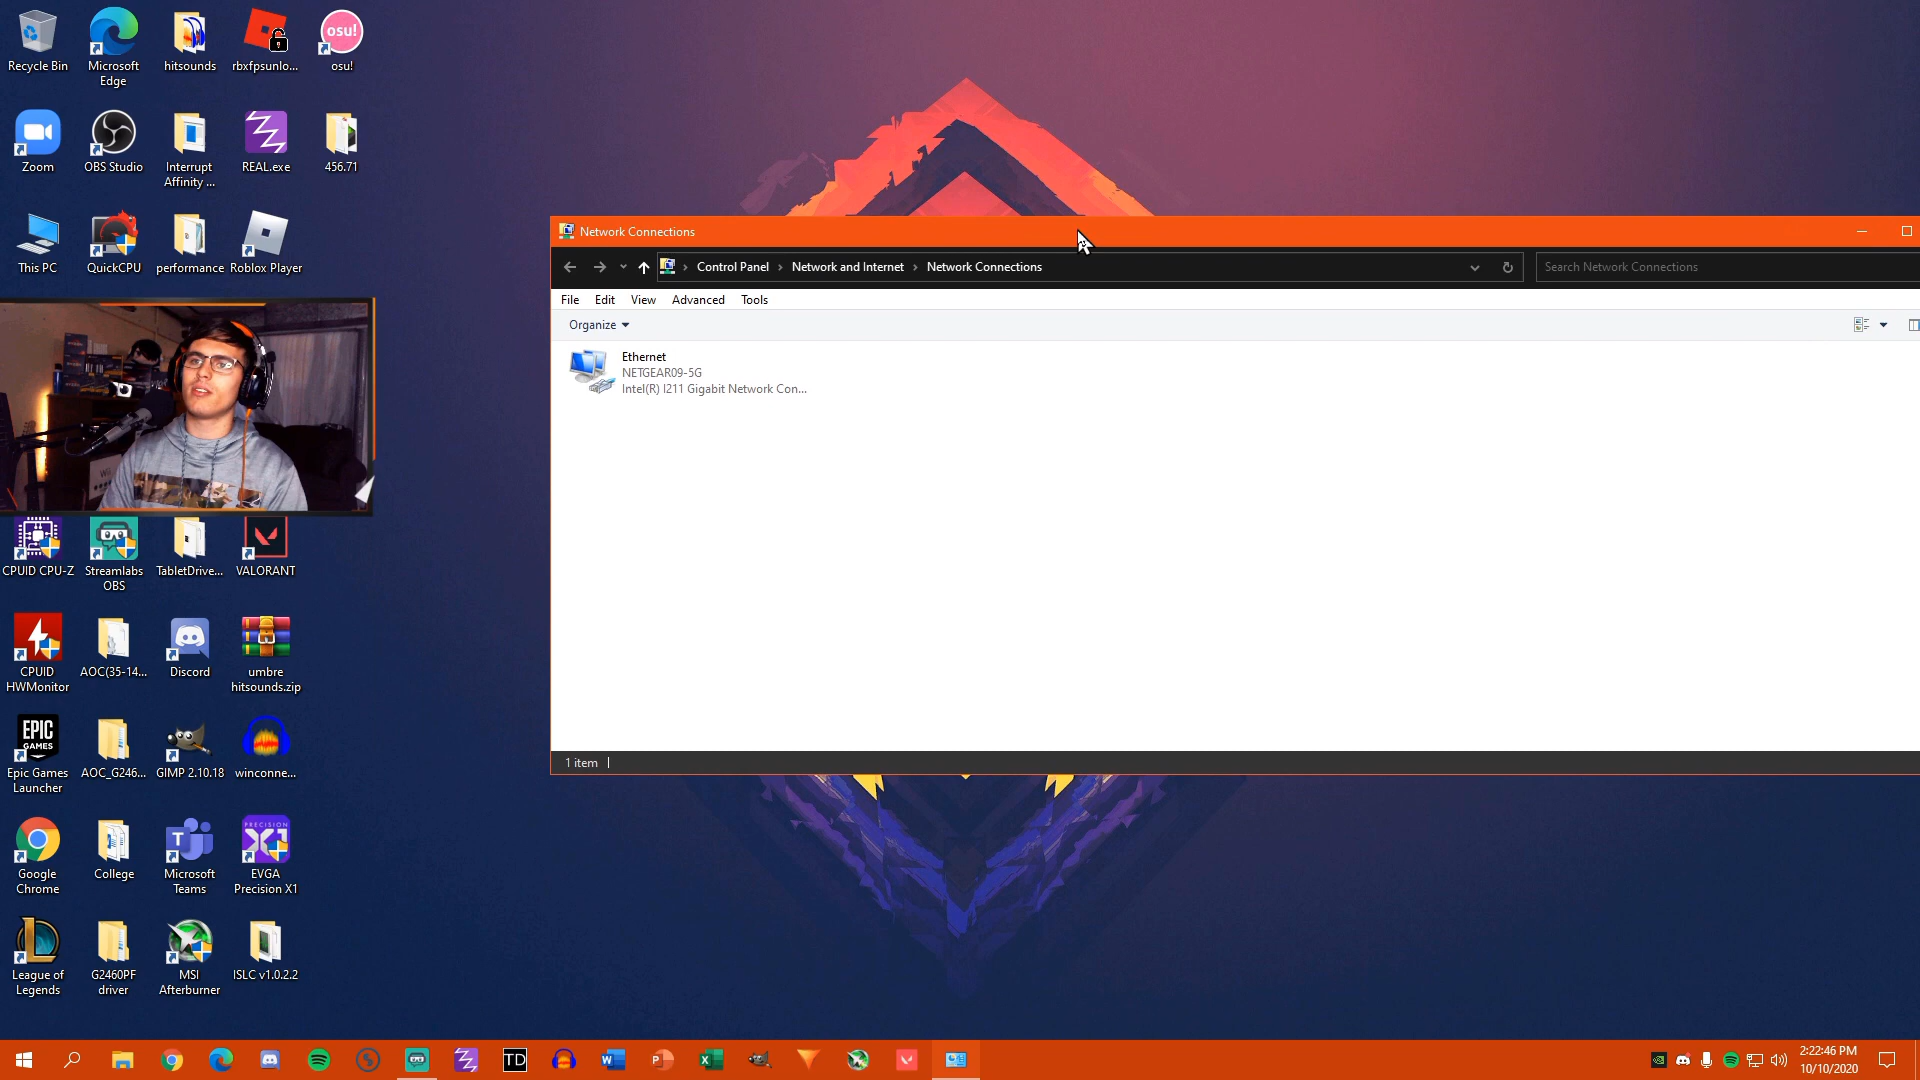 Recycle Bin
Microsoft
Edge
hitsounds
rbxfpsunlo...
osu!
osu!
Zoom
OBS Studio
Interrupt
Affinity ...
REAL.exe
456.71
This PC
QuickCPU
performance
Roblox Player
CPUID CPU-Z
Streamlabs
OBS
TabletDrive...
VALORANT
CPUID
HWMonitor
AOC(35-14...
Discord
umbre
hitsounds.zip
EPIC
GAMES
Epic Games
Launcher
AOC_G246...
GIMP 2.10.18
winconne...
Google
Chrome
College
Microsoft
Teams
PRECISION
X1
EVGA
Precision X1
League of
Legends
G2460PF
driver
MSI
Afterburner
ISLC v1.0.2.2
Network Connections
Control Panel › Network and Internet › Network Connections
Search Network Connections
File Edit View Advanced Tools
Organize
Ethernet
NETGEAR09-5G
Intel(R) I211 Gigabit Network Con...
1 item
TD
2:22:46 PM
10/10/2020